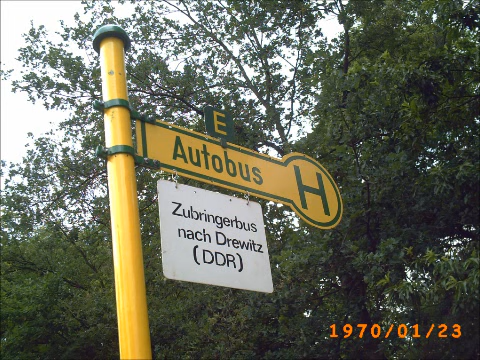 E
Autobus H
Zubringerbus
nach Drewitz
(DDR)
1970/01/23